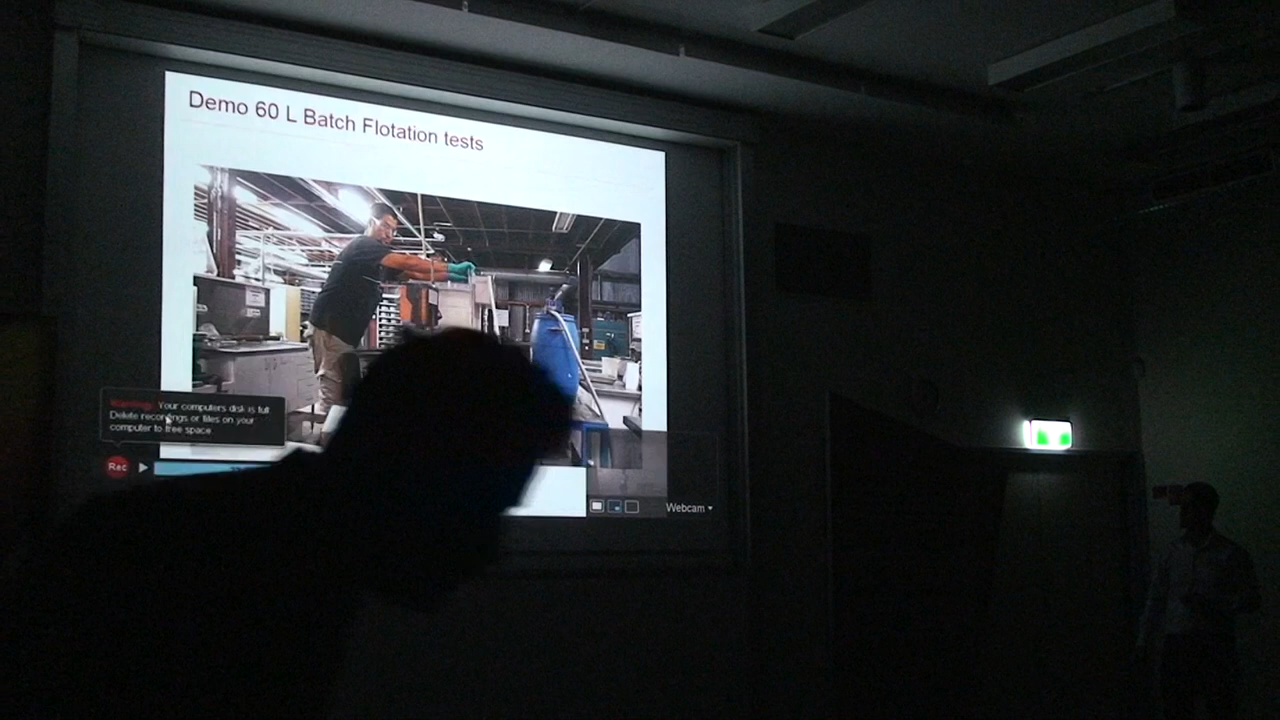 Demo 60 L Batch Flotation tests
Warning: Your computers disk is full
Delete recordings or files on your
computer to free space
Rec
Webcam